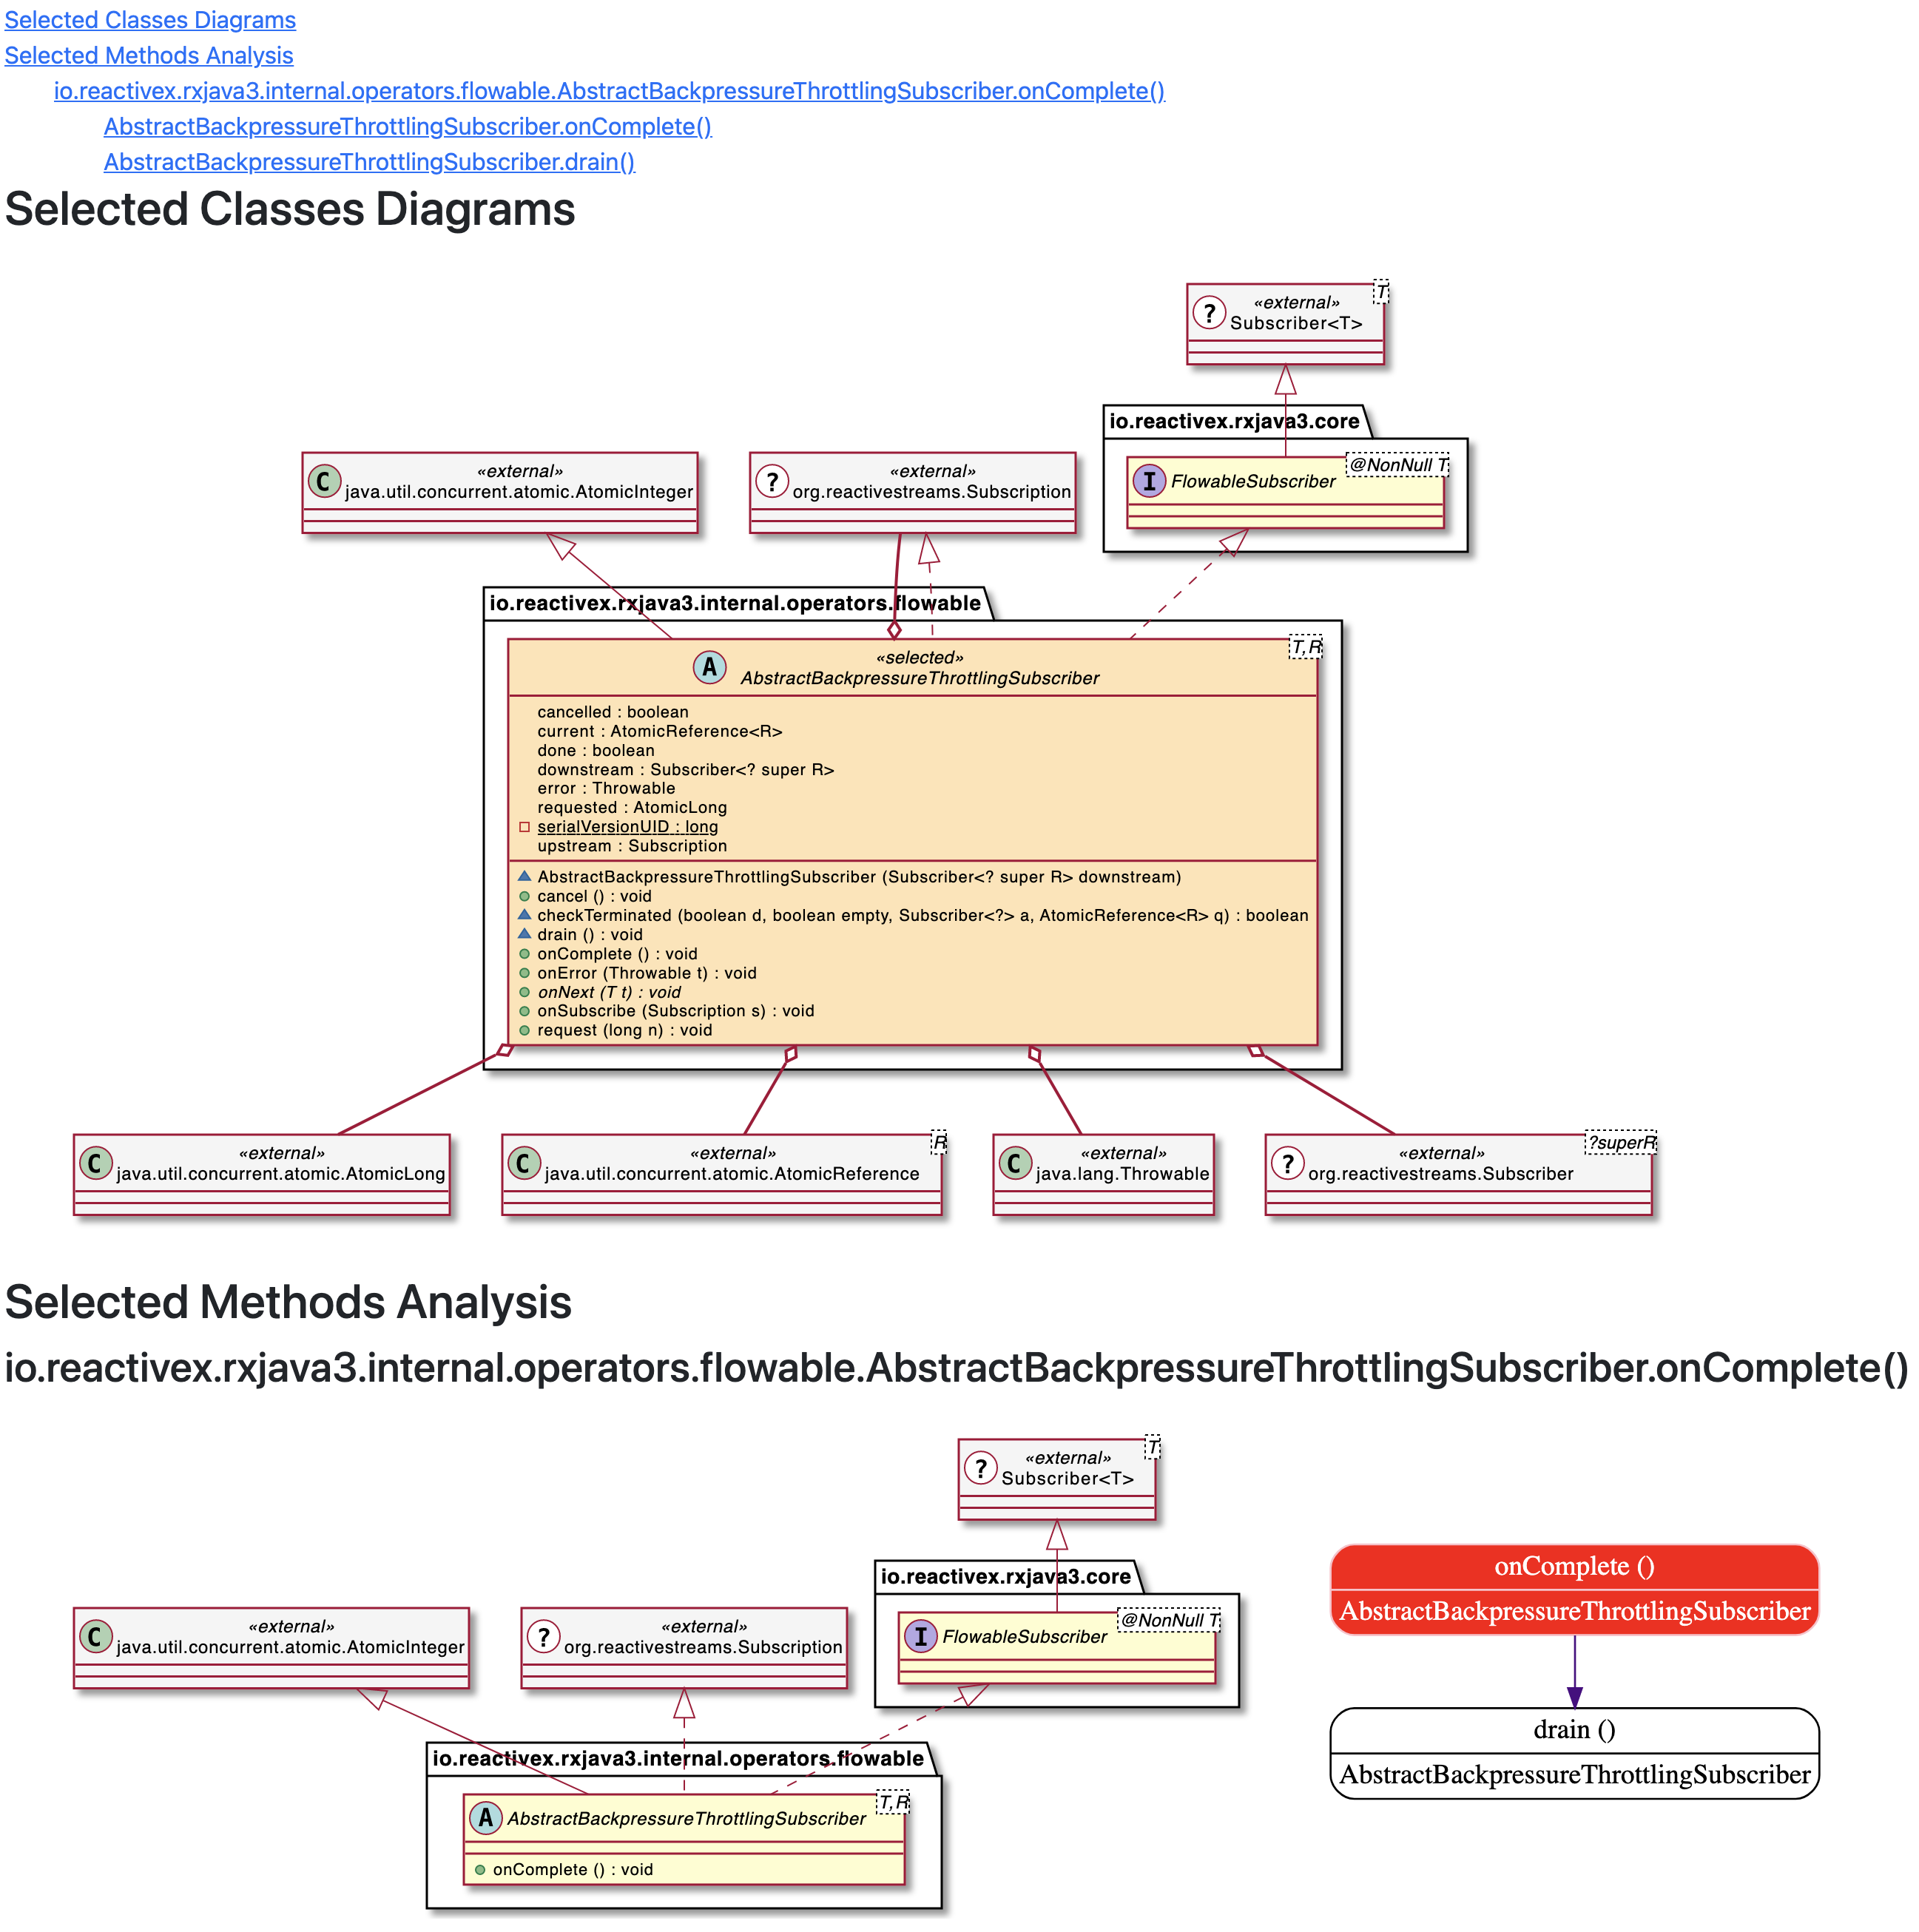 Selected Classes Diagrams
Selected Methods Analysis
io.reactivex.rxjava3.internal.operators.flowable.AbstractBackpressureThrottlingSubscriber.onComplete()
AbstractBackpressureThrottlingSubscriber.onComplete()
AbstractBackpressureThrottlingSubscriber.drain()
Selected Classes Diagrams
T
? «external»
Subscriber<T>
io.reactivex.rxjava3.core
@NonNull T
I FlowableSubscriber
C «external»
java.util.concurrent.atomic.AtomicInteger
? «external»
org.reactivestreams.Subscription
io.reactivex.rxjava3.internal.operators.flowable
T,R
A «selected»
AbstractBackpressureThrottlingSubscriber
cancelled : boolean
current : AtomicReference<R>
done : boolean
downstream : Subscriber<? super R>
error : Throwable
requested : AtomicLong
serialVersionUID : long
upstream : Subscription
AbstractBackpressureThrottlingSubscriber (Subscriber<? super R> downstream)
cancel () : void
checkTerminated (boolean d, boolean empty, Subscriber<?> a, AtomicReference<R> q) : boolean
drain () : void
onComplete () : void
onError (Throwable t) : void
onNext (T t) : void
onSubscribe (Subscription s) : void
request (long n) : void
C «external»
java.util.concurrent.atomic.AtomicLong
R
C «external»
java.util.concurrent.atomic.AtomicReference
C «external»
java.lang.Throwable
?superR
? «external»
org.reactivestreams.Subscriber
Selected Methods Analysis
io.reactivex.rxjava3.internal.operators.flowable.AbstractBackpressureThrottlingSubscriber.onComplete()
T
? «external»
Subscriber<T>
io.reactivex.rxjava3.core
@NonNull T
I FlowableSubscriber
C «external»
java.util.concurrent.atomic.AtomicInteger
? «external»
org.reactivestreams.Subscription
io.reactivex.rxjava3.internal.operators.flowable
T,R
A AbstractBackpressureThrottlingSubscriber
onComplete () : void
onComplete ()
AbstractBackpressureThrottlingSubscriber
drain ()
AbstractBackpressureThrottlingSubscriber